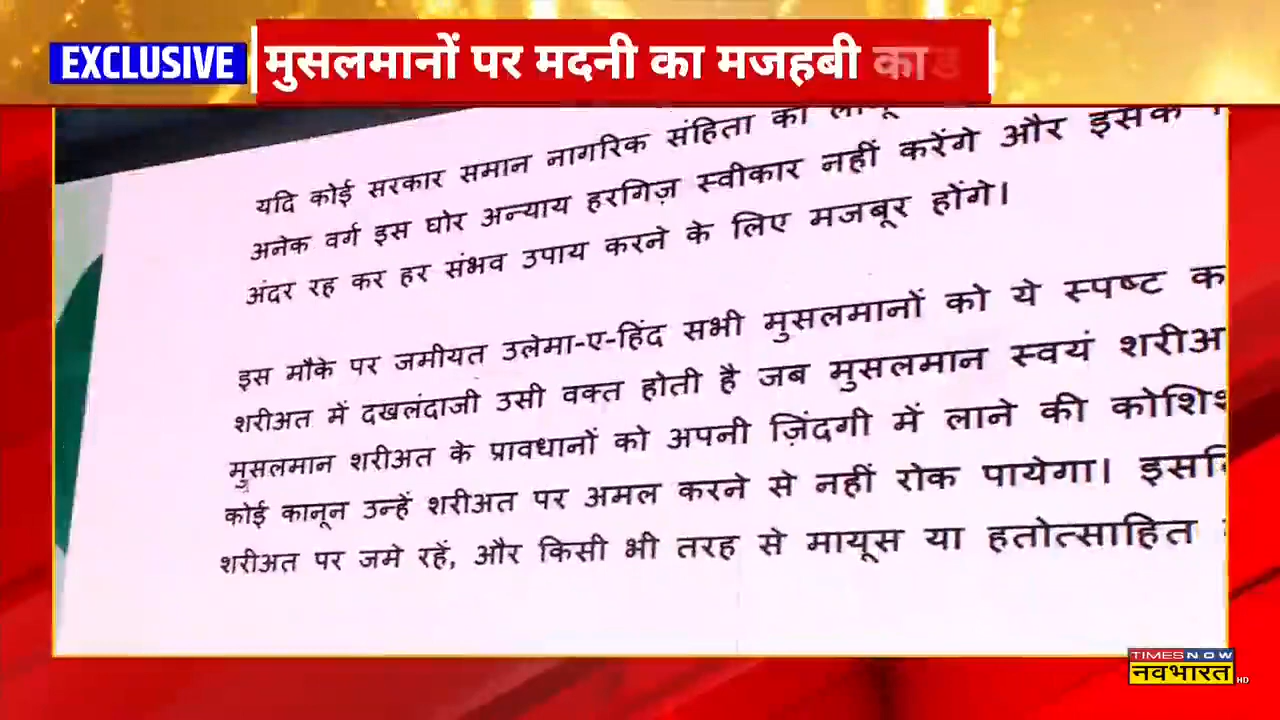 EXCLUSIVE
मुसलमानों पर मदनी का मजहबी कार्ड
यदि कोई सरकार समान नागरिक संहिता को
अनेक वर्ग इस घोर अन्याय हरगिज़ स्वीकार नहीं करेंगे और इसके
अंदर रह कर हर संभव उपाय करने के लिए मजबूर होंगे।
इस मौके पर जमीयत उलेमा-ए-हिंद सभी मुसलमानों को ये स्पष्ट
शरीअत में दखलंदाजी उसी वक्त होती है जब मुसलमान स्वयं
मुसलमान शरीअत के प्रावधानों को अपनी ज़िंदगी में लाने की
कोई कानून उन्हें शरीअत पर अमल करने से नहीं रोक पायेगा।
शरीअत पर जमे रहें, और किसी भी तरह से मायूस या हतोत्साहित
TIMES NOW
नवभारत
HD